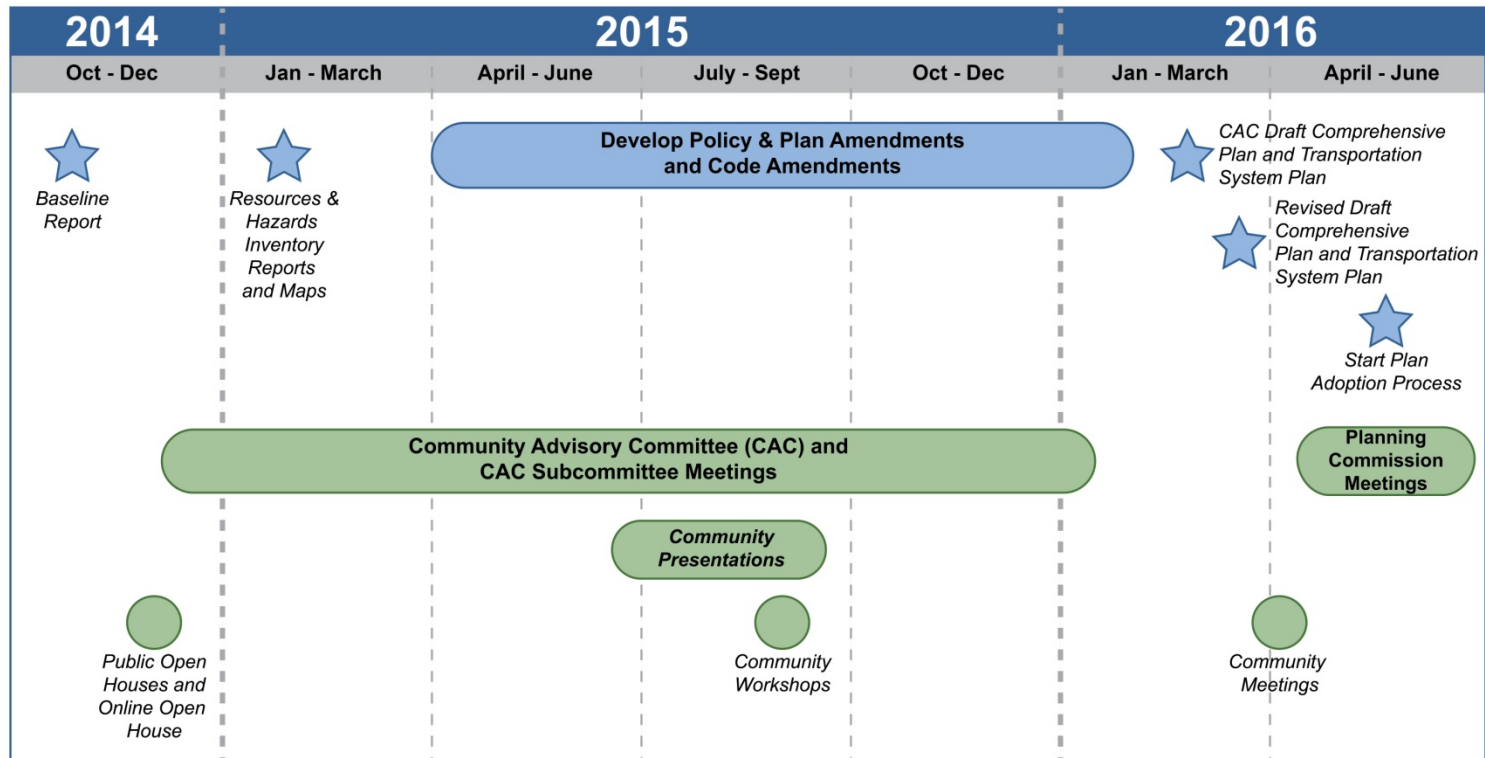 2014
2015
2016
Oct - Dec
Jan - March
April - June
July - Sept
Oct - Dec
Jan - March
April - June
Baseline
Report
Resources &
Hazards
Inventory
Reports
and Maps
Develop Policy & Plan Amendments
and Code Amendments
CAC Draft Comprehensive
Plan and Transportation
System Plan
Revised Draft
Comprehensive
Plan and Transportation
System Plan
Start Plan
Adoption Process
Community Advisory Committee (CAC) and
CAC Subcommittee Meetings
Planning
Commission
Meetings
Community
Presentations
Public Open
Houses and
Online Open
House
Community
Workshops
Community
Meetings